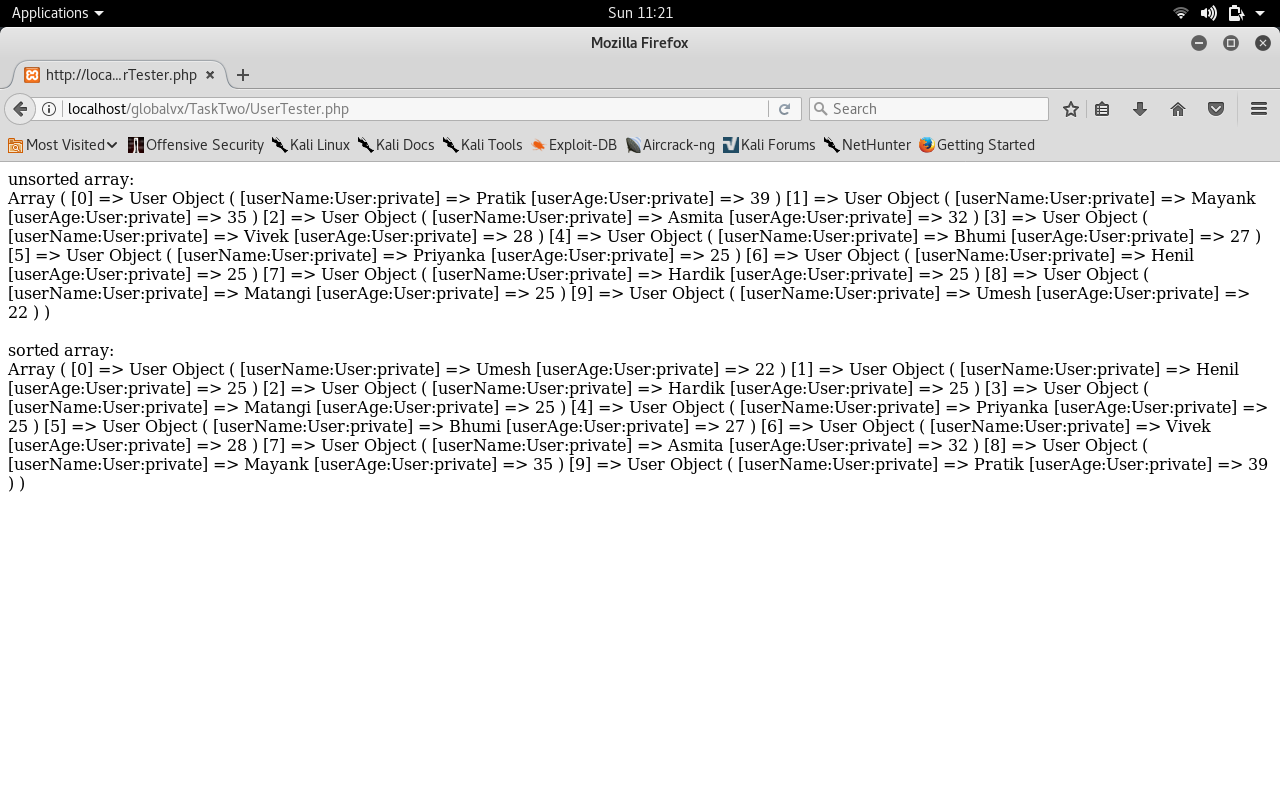 Applications
Sun 11:21
Mozilla Firefox
http://loca...rTester.php
localhost/globalvx/TaskTwo/UserTester.php
Search
Most Visited Offensive Security Kali Linux Kali Docs Kali Tools Exploit-DB Aircrack-ng Kali Forums NetHunter Getting Started
unsorted array:
Array ( [0] => User Object ( [userName:User:private] => Pratik [userAge:User:private] => 39 ) [1] => User Object ( [userName:User:private] => Mayank
[userAge:User:private] => 35 ) [2] => User Object ( [userName:User:private] => Asmita [userAge:User:private] => 32 ) [3] => User Object (
[userName:User:private] => Vivek [userAge:User:private] => 28 ) [4] => User Object ( [userName:User:private] => Bhumi [userAge:User:private] => 27 )
[5] => User Object ( [userName:User:private] => Priyanka [userAge:User:private] => 25 ) [6] => User Object ( [userName:User:private] => Henil
[userAge:User:private] => 25 ) [7] => User Object ( [userName:User:private] => Hardik [userAge:User:private] => 25 ) [8] => User Object (
[userName:User:private] => Matangi [userAge:User:private] => 25 ) [9] => User Object ( [userName:User:private] => Umesh [userAge:User:private] =>
22 ) )
sorted array:
Array ( [0] => User Object ( [userName:User:private] => Umesh [userAge:User:private] => 22 ) [1] => User Object ( [userName:User:private] => Henil
[userAge:User:private] => 25 ) [2] => User Object ( [userName:User:private] => Hardik [userAge:User:private] => 25 ) [3] => User Object (
[userName:User:private] => Matangi [userAge:User:private] => 25 ) [4] => User Object ( [userName:User:private] => Priyanka [userAge:User:private] =>
25 ) [5] => User Object ( [userName:User:private] => Bhumi [userAge:User:private] => 27 ) [6] => User Object ( [userName:User:private] => Vivek
[userAge:User:private] => 28 ) [7] => User Object ( [userName:User:private] => Asmita [userAge:User:private] => 32 ) [8] => User Object (
[userName:User:private] => Mayank [userAge:User:private] => 35 ) [9] => User Object ( [userName:User:private] => Pratik [userAge:User:private] => 39
) )